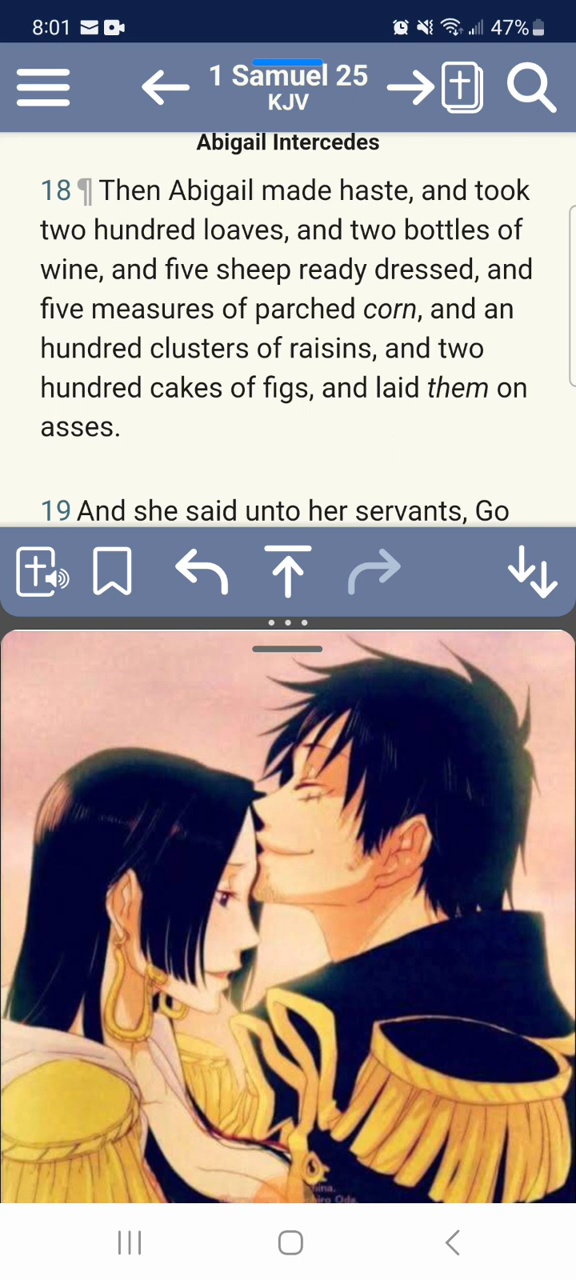 8:01 47%
1 Samuel 25
KJV
Abigail Intercedes
18 ¶ Then Abigail made haste, and took
two hundred loaves, and two bottles of
wine, and five sheep ready dressed, and
five measures of parched corn, and an
hundred clusters of raisins, and two
hundred cakes of figs, and laid them on
asses.
19 And she said unto her servants, Go
Oda.